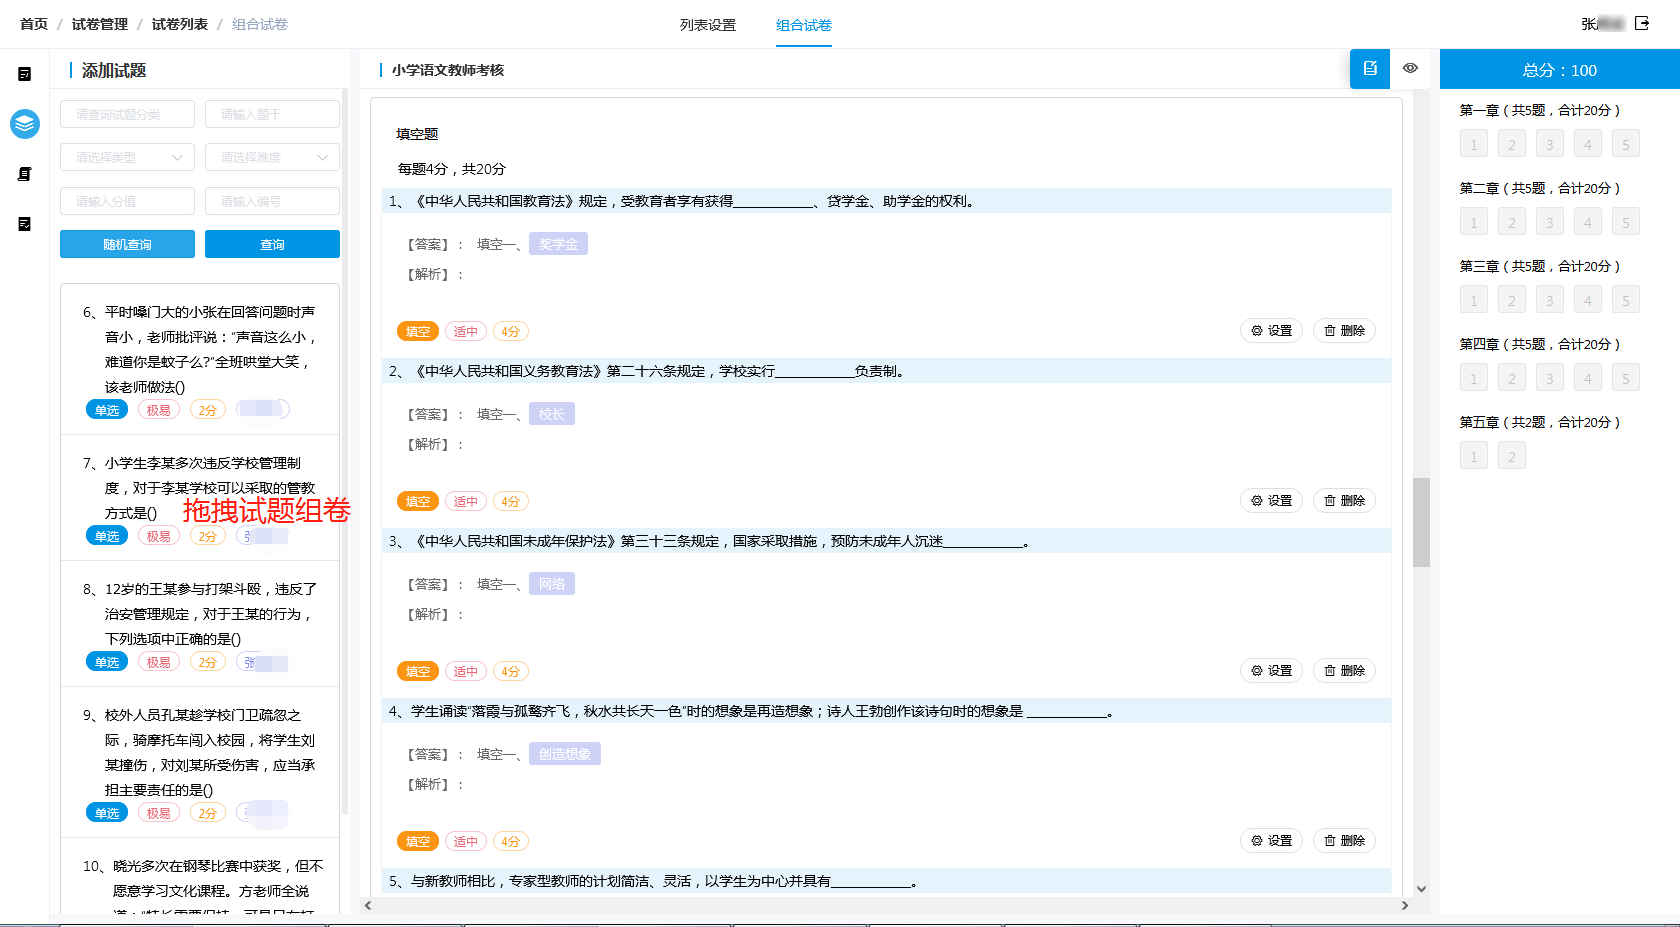 首页 / 试卷管理 / 试卷列表 / 组合试卷
列表设置 组合试卷
张
添加试题
请查询试题分类 请输入题干
请选择类型 请选择难度
请输入分值 请输入编号
随机查询 查询
6、平时嗓门大的小张在回答问题时声
音小，老师批评说："声音这么小，
难道你是蚊子么?"全班哄堂大笑，
该老师做法()
单选 极易 2分
7、小学生李某多次违反学校管理制
度，对于李某学校可以采取的管教
方式是()
拖拽试题组卷
单选 极易 2分
8、12岁的王某参与打架斗殴，违反了
治安管理规定，对于王某的行为，
下列选项中正确的是()
单选 极易 2分 张
9、校外人员孔某趁学校门卫疏忽之
际，骑摩托车闯入校园，将学生刘
某撞伤，对刘某所受伤害，应当承
担主要责任的是()
单选 极易 2分
10、晓光多次在钢琴比赛中获奖，但不
愿意学习文化课程。方老师全说
小学语文教师考核
填空题
每题4分，共20分
1、《中华人民共和国教育法》规定，受教育者享有获得___________、贷学金、助学金的权利。
【答案】： 填空一、 奖学金
【解析】：
填空 适中 4分 设置 删除
2、《中华人民共和国义务教育法》第二十六条规定，学校实行___________负责制。
【答案】： 填空一、 校长
【解析】：
填空 适中 4分 设置 删除
3、《中华人民共和国未成年保护法》第三十三条规定，国家采取措施，预防未成年人沉迷___________。
【答案】： 填空一、 网络
【解析】：
填空 适中 4分 设置 删除
4、学生诵读"落霞与孤鹜齐飞，秋水共长天一色"时的想象是再造想象；诗人王勃创作该诗句时的想象是 ___________。
【答案】： 填空一、 创造想象
【解析】：
填空 适中 4分 设置 删除
5、与新教师相比，专家型教师的计划简洁、灵活，以学生为中心并具有___________。
总分：100
第一章（共5题，合计20分）
1 2 3 4 5
第二章（共5题，合计20分）
1 2 3 4 5
第三章（共5题，合计20分）
1 2 3 4 5
第四章（共5题，合计20分）
1 2 3 4 5
第五章（共2题，合计20分）
1 2